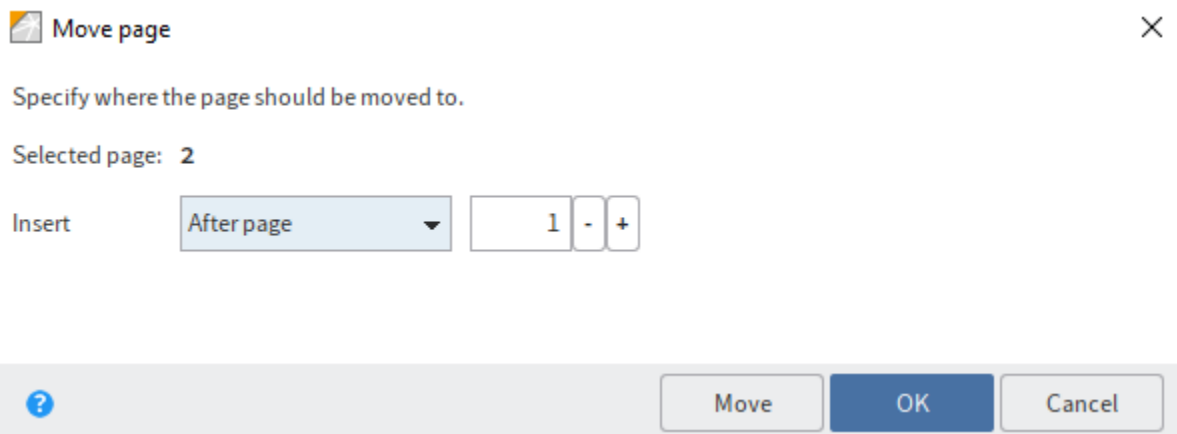 Move page
Specify where the page should be moved to.
Selected page: 2
Insert After page 1 - +
? Move OK Cancel